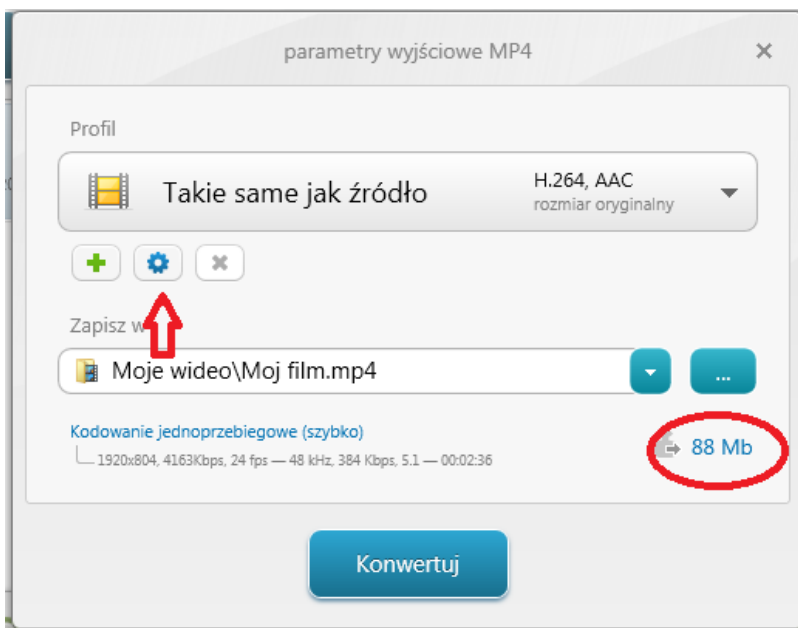 parametry wyjściowe MP4
Profil
Takie same jak źródło
H.264, AAC
rozmiar oryginalny
Zapisz w
Moje wideo\Moj film.mp4
...
Kodowanie jednoprzebiegowe (szybko)
1920x804, 4163Kbps, 24 fps — 48 kHz, 384 Kbps, 5.1 — 00:02:36
88 Mb
Konwertuj